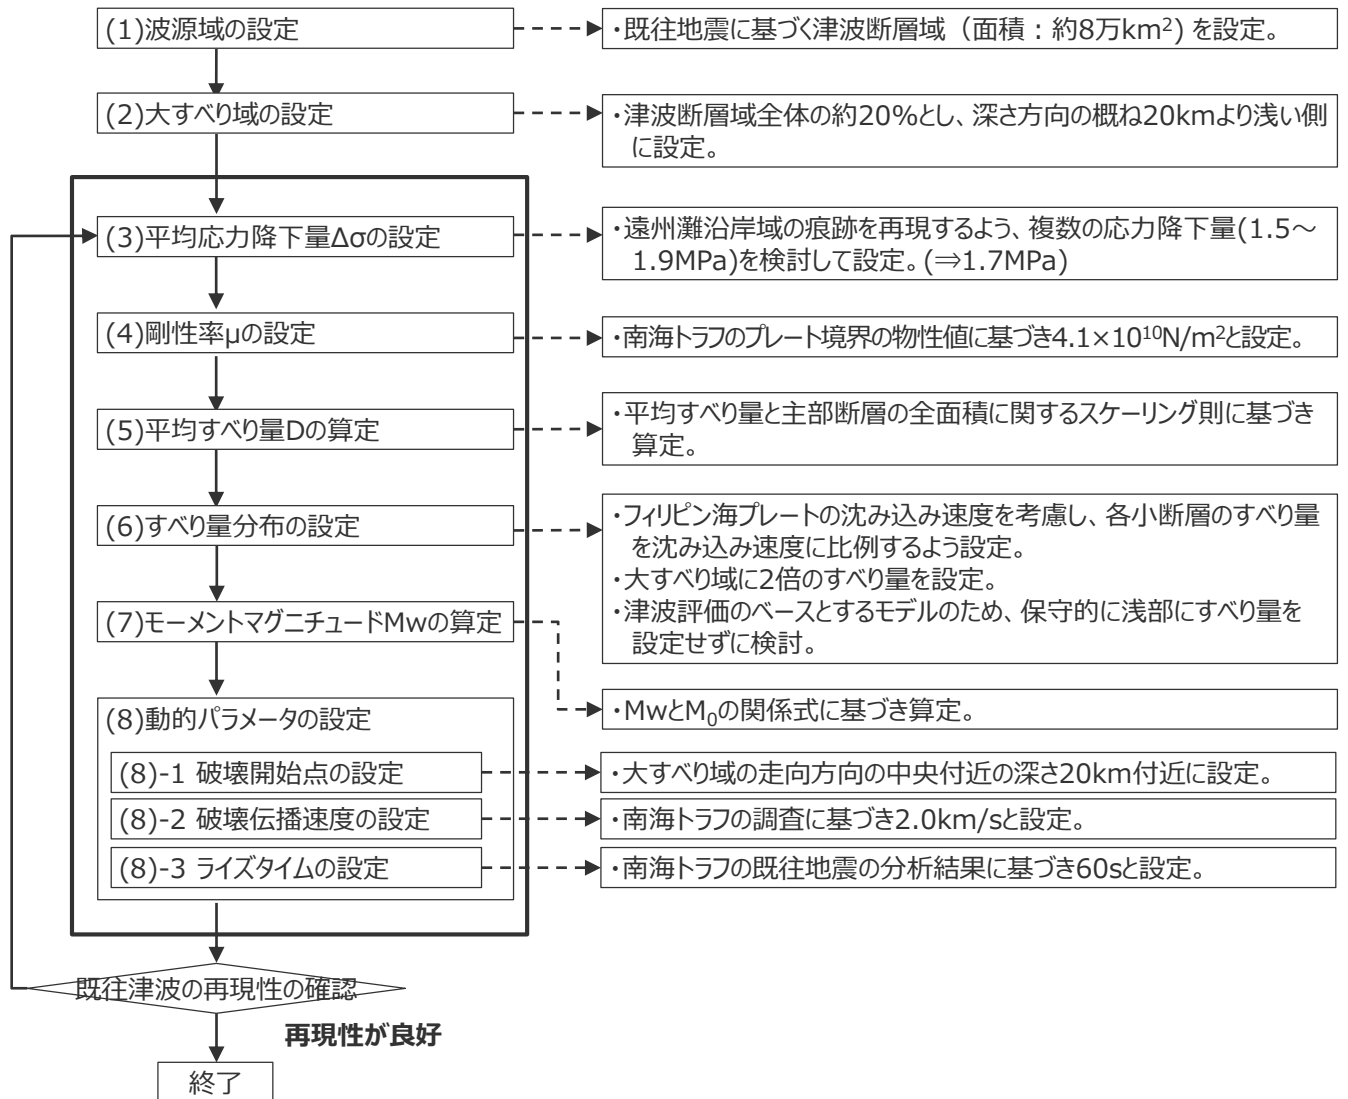 (1)波源域の設定
・既往地震に基づく津波断層域（面積：約8万km²) を設定。
(2)大すべり域の設定
・津波断層域全体の約20%とし、深さ方向の概ね20kmより浅い側
に設定。
(3)平均応力降下量Δσの設定
・遠州灘沿岸域の痕跡を再現するよう、複数の応力降下量(1.5～
1.9MPa)を検討して設定。(⇒1.7MPa)
(4)剛性率μの設定
・南海トラフのプレート境界の物性値に基づき4.1×10¹⁰N/m²と設定。
(5)平均すべり量Dの算定
・平均すべり量と主部断層の全面積に関するスケーリング則に基づき
算定。
(6)すべり量分布の設定
・フィリピン海プレートの沈み込み速度を考慮し、各小断層のすべり量
を沈み込み速度に比例するよう設定。
・大すべり域に2倍のすべり量を設定。
・津波評価のベースとするモデルのため、保守的に浅部にすべり量を
設定せずに検討。
(7)モーメントマグニチュードMwの算定
・MwとM₀の関係式に基づき算定。
(8)動的パラメータの設定
(8)-1 破壊開始点の設定
・大すべり域の走向方向の中央付近の深さ20km付近に設定。
(8)-2 破壊伝播速度の設定
・南海トラフの調査に基づき2.0km/sと設定。
(8)-3 ライズタイムの設定
・南海トラフの既往地震の分析結果に基づき60sと設定。
既往津波の再現性の確認
再現性が良好
終了